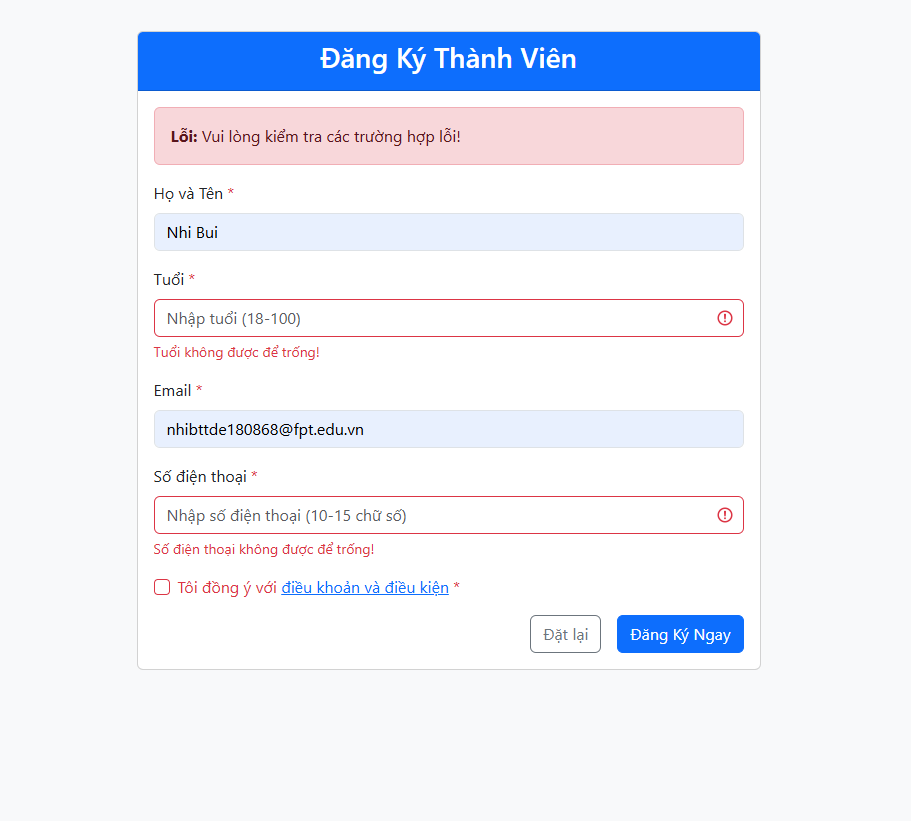 Đăng Ký Thành Viên
Lỗi: Vui lòng kiểm tra các trường hợp lỗi!
Họ và Tên *
Nhi Bui
Tuổi *
Nhập tuổi (18-100)
Tuổi không được để trống!
Email *
nhibttde180868@fpt.edu.vn
Số điện thoại *
Nhập số điện thoại (10-15 chữ số)
Số điện thoại không được để trống!
Tôi đồng ý với điều khoản và điều kiện *
Đặt lại Đăng Ký Ngay